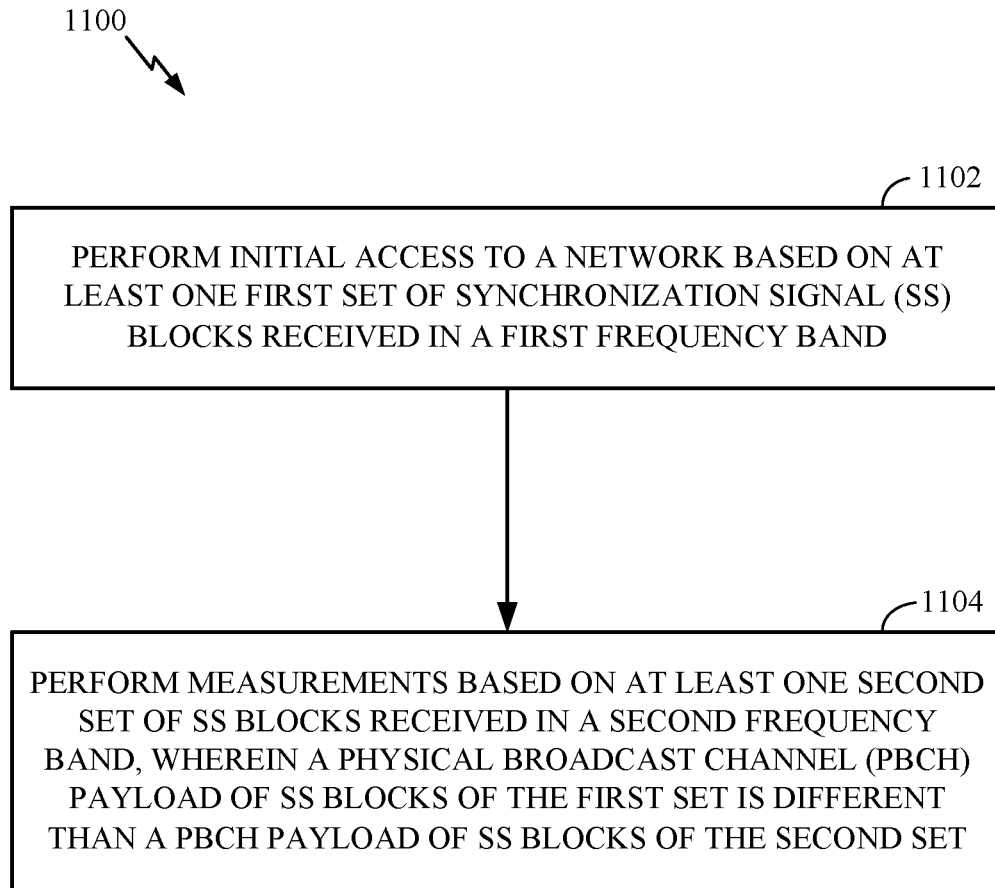 1100
1102
PERFORM INITIAL ACCESS TO A NETWORK BASED ON AT
LEAST ONE FIRST SET OF SYNCHRONIZATION SIGNAL (SS)
BLOCKS RECEIVED IN A FIRST FREQUENCY BAND
1104
PERFORM MEASUREMENTS BASED ON AT LEAST ONE SECOND
SET OF SS BLOCKS RECEIVED IN A SECOND FREQUENCY
BAND, WHEREIN A PHYSICAL BROADCAST CHANNEL (PBCH)
PAYLOAD OF SS BLOCKS OF THE FIRST SET IS DIFFERENT
THAN A PBCH PAYLOAD OF SS BLOCKS OF THE SECOND SET